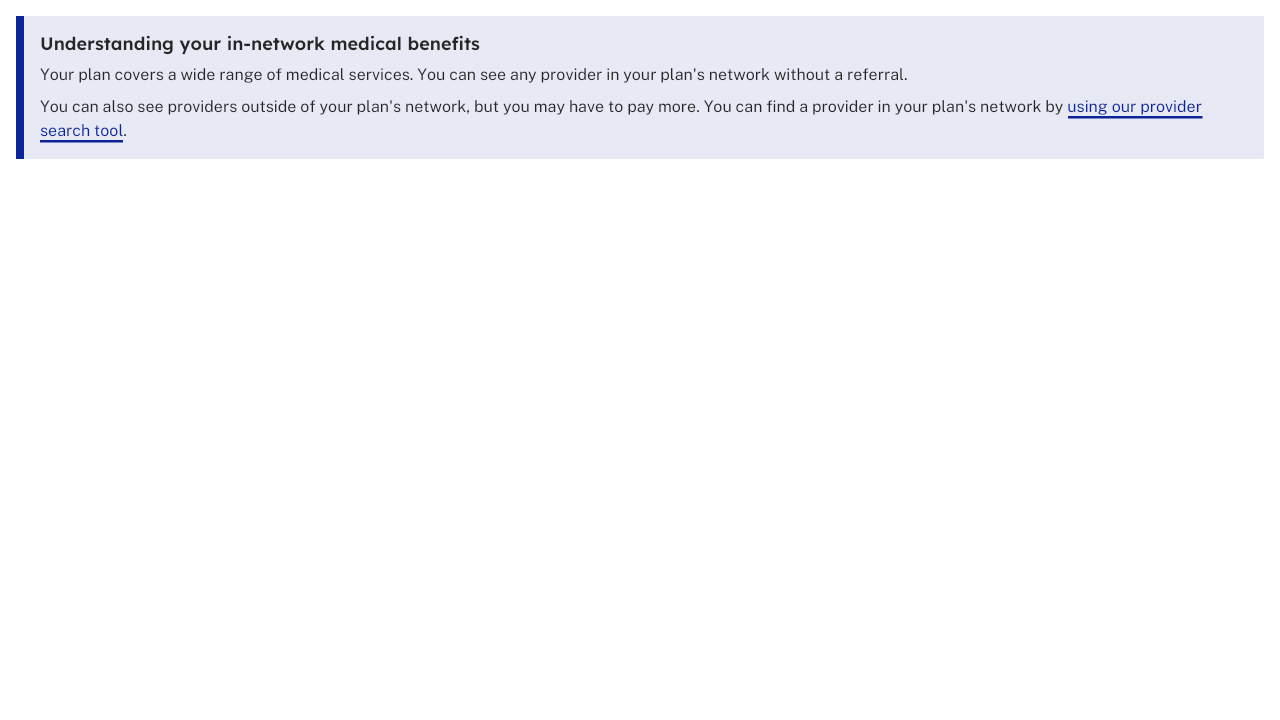 Understanding your in-network medical benefits
Your plan covers a wide range of medical services. You can see any provider in your plan's network without a referral.
You can also see providers outside of your plan's network, but you may have to pay more. You can find a provider in your plan's network by using our provider
search tool.